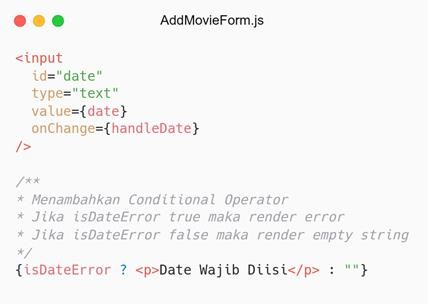 AddMovieForm.js
<input
id="date"
type="text"
value={date}
onChange={handleDate}
/>
/**
* Menambahkan Conditional Operator
* Jika isDateError true maka render error
* Jika isDateError false maka render empty string
*/
{isDateError ? <p>Date Wajib Diisi</p> : ""}